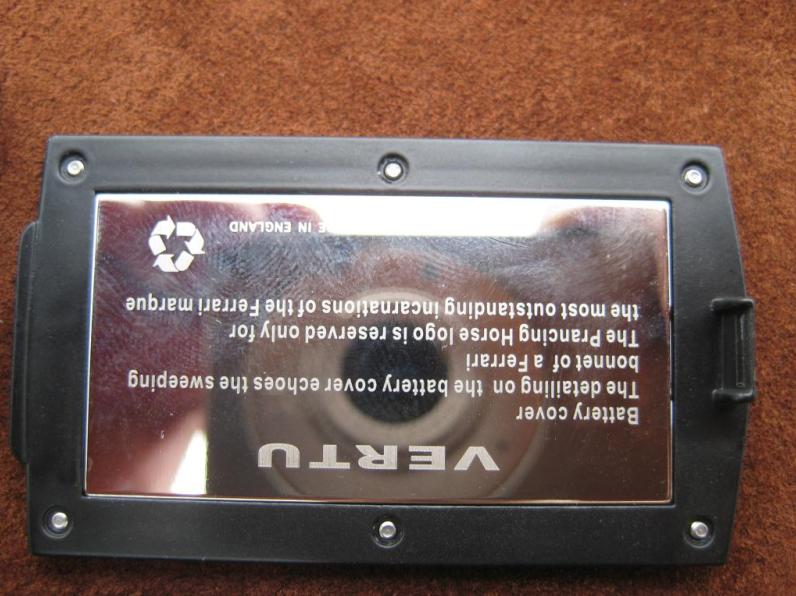 VERTU
Battery cover
The detailing on the battery cover echoes the sweeping
bonnet of a Ferrari
The Prancing Horse logo is reserved only for
the most outstanding incarnations of the Ferrari marque
IN ENGLAND